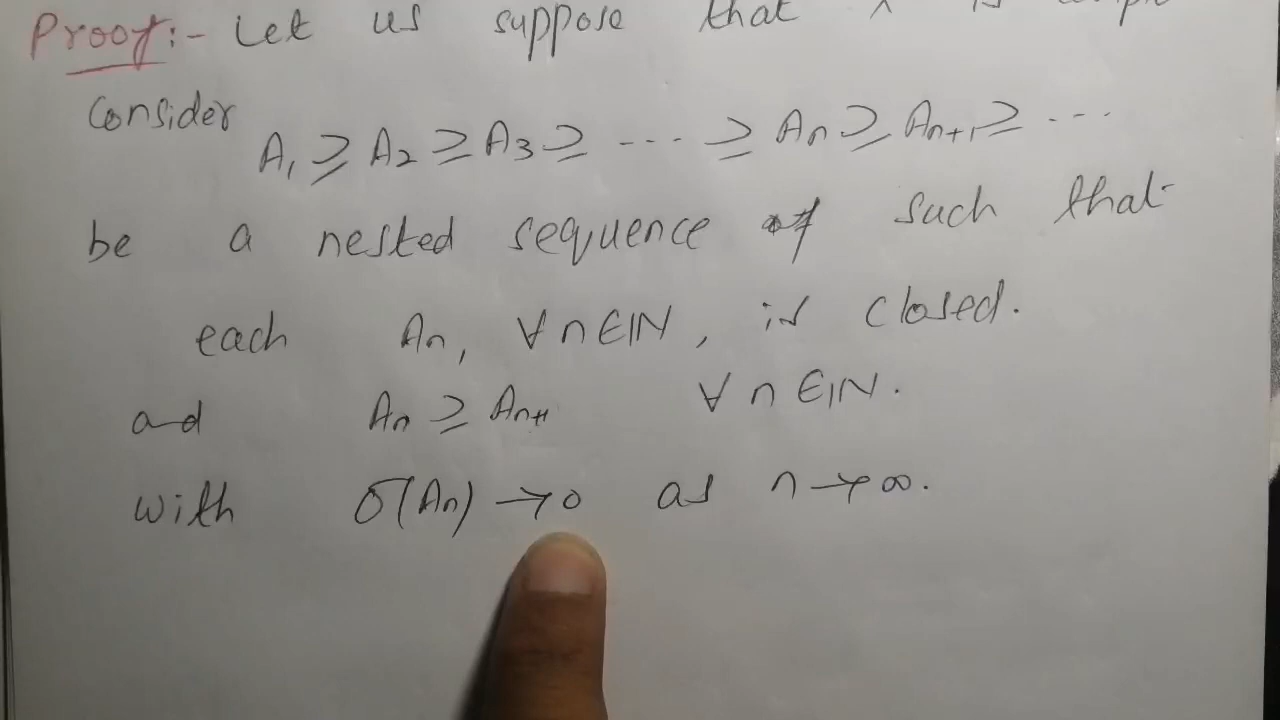 Proof:- Let us suppose that X is
Consider
A₁ ⊇ A₂ ⊇ A₃ ⊇ --- ⊇ Aₙ ⊇ Aₙ₊₁ ⊇ ---
be a nested sequence of such that
each Aₙ, ∀ n ∈ ℕ, is closed.
and Aₙ ⊇ Aₙ₊₁ ∀ n ∈ ℕ.
with δ(Aₙ) → 0 as n → ∞.